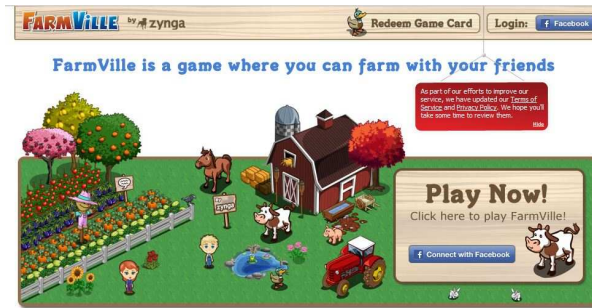 FARMVILLE by zynga
Redeem Game Card
Login:
f Facebook
FarmVille is a game where you can farm with your friends
As part of our efforts to improve our
service, we have updated our Terms of
Service and Privacy Policy. We hope you'll
take some time to review them.
Hide
zynga
Play Now!
Click here to play FarmVille!
f Connect with Facebook